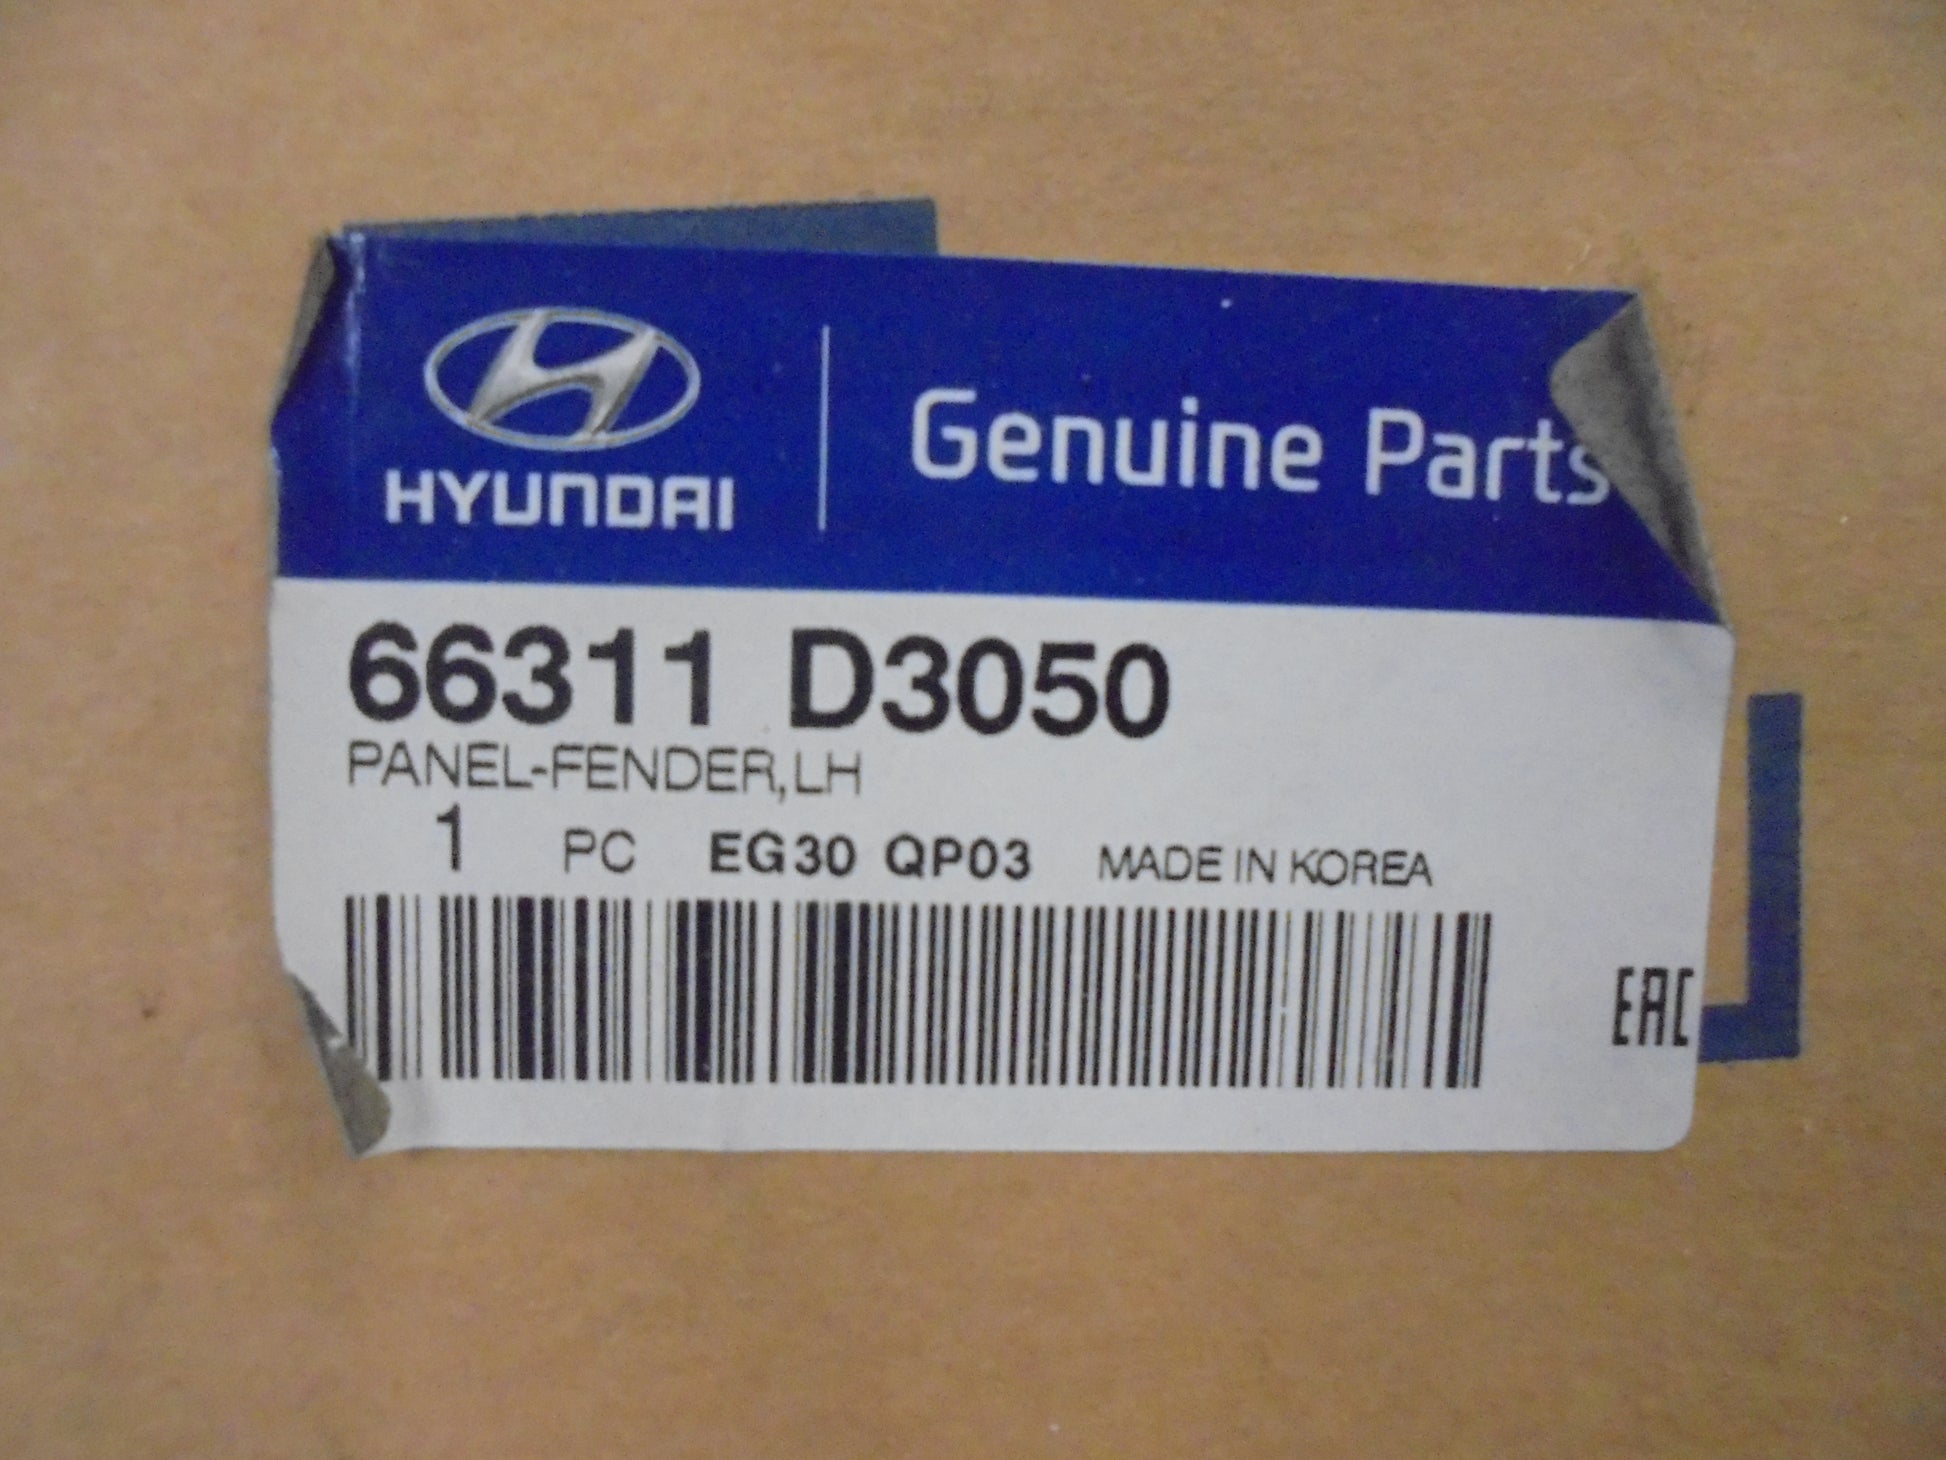 HYUNDAI
Genuine Parts
66311 D3050
PANEL-FENDER,LH
1 PC EG30 QP03 MADE IN KOREA
EAC